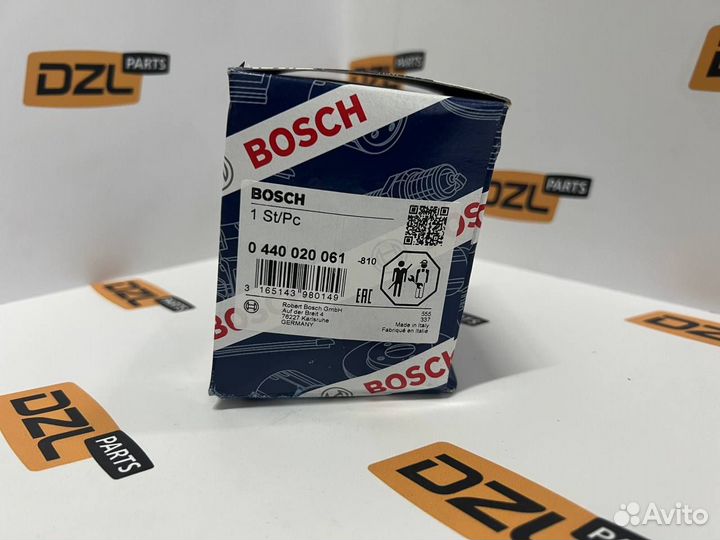 DZL PARTS
DZL PARTS
DZL PARTS
BOSCH
BOSCH
1 St/Pc
0 440 020 061
-810
3 165143 980149
EAC
Robert Bosch GmbH
Auf der Breit 4
76227 Karlsruhe
GERMANY
555
337
Made in Italy
Fabriqué en Italie
BOSCH
DZL PARTS
DZL PARTS
Avito